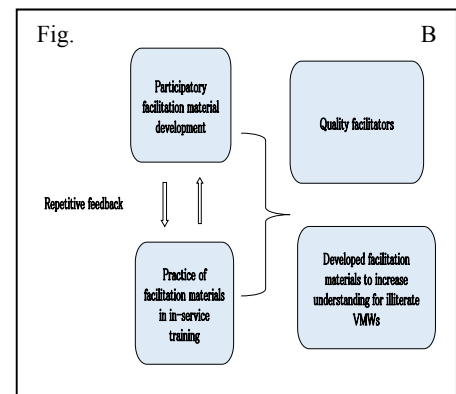 Fig. B
Participatory
facilitation material
development
Quality facilitators
Repetitive feedback
Practice of
facilitation materials
in in-service
training
Developed facilitation
materials to increase
understanding for illiterate
VMWs